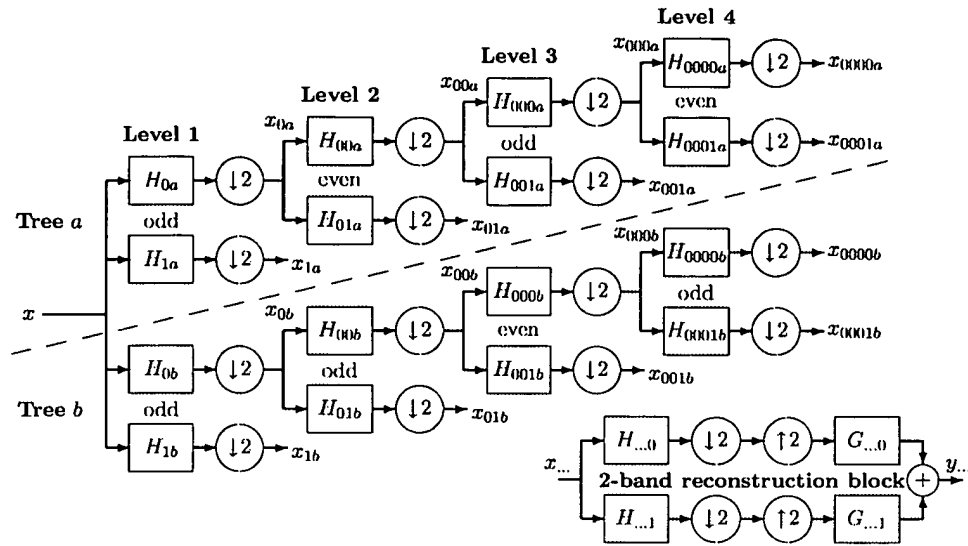 Level 4
x0000a
Level 3
x000a H0000a ↓2
even
Level 2
x00a H000a ↓2
odd
H0001a ↓2 x0001a
Level 1
x0a H00a ↓2
even
H001a ↓2 x001a
H0a ↓2
odd
H01a ↓2 x01a
Tree a
H1a ↓2 x1a
x
x000b H0000b ↓2 x0000b
odd
x00b H000b ↓2
even
H0001b ↓2 x0001b
x0b H00b ↓2
odd
H001b ↓2 x001b
H0b ↓2
odd
H01b ↓2 x01b
Tree b
H1b ↓2 x1b
H...0 ↓2 ↑2 G...0
x... 2-band reconstruction block + y...
H...1 ↓2 ↑2 G...1